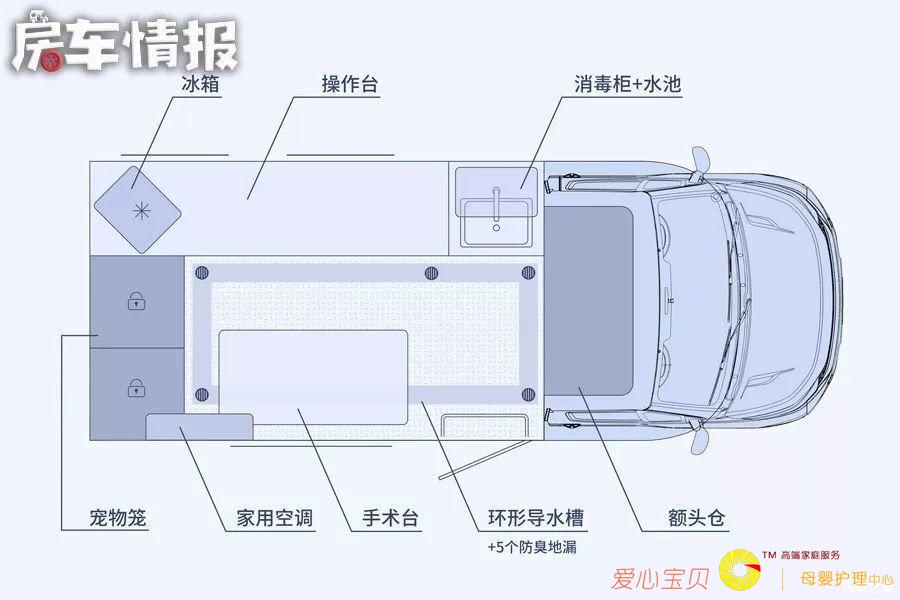 房车情报
冰箱
操作台
消毒柜+水池
宠物笼
家用空调
手术台
环形导水槽
+5个防臭地漏
额头仓
爱心宝贝
TM 高端家庭服务
母婴护理中心